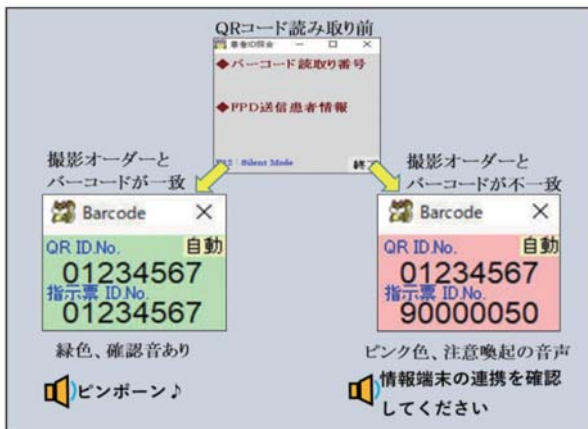 QRコード読み取り前
患者ID照合
◆バーコード読取り番号
◆FPD送信患者情報
F12 : Silent Mode
終了
撮影オーダーと
バーコードが一致
撮影オーダーと
バーコードが不一致
Barcode
QR ID.No.
自動
01234567
指示票 ID.No.
01234567
Barcode
QR ID.No.
自動
01234567
指示票 ID.No.
90000050
緑色、確認音あり
ピンポーン♪
ピンク色、注意喚起の音声
情報端末の連携を確認
してください